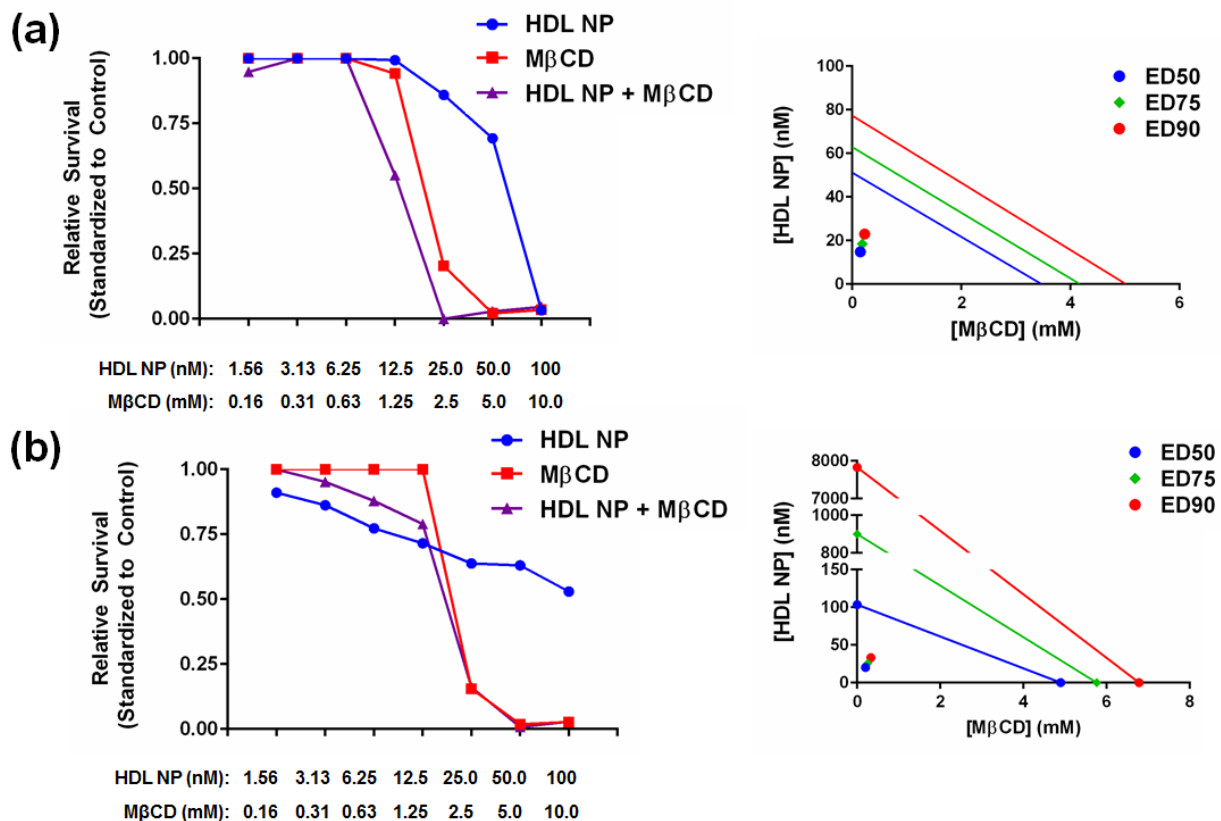 (a)
HDL NP
MβCD
HDL NP + MβCD
Relative Survival
(Standardized to Control)
1.00
0.75
0.50
0.25
0.00
HDL NP (nM): 1.56 3.13 6.25 12.5 25.0 50.0 100
MβCD (mM): 0.16 0.31 0.63 1.25 2.5 5.0 10.0
ED50
ED75
ED90
[HDL NP] (nM)
100
80
60
40
20
0
0 2 4 6
[MβCD] (mM)
(b)
HDL NP
MβCD
HDL NP + MβCD
Relative Survival
(Standardized to Control)
1.00
0.75
0.50
0.25
0.00
HDL NP (nM): 1.56 3.13 6.25 12.5 25.0 50.0 100
MβCD (mM): 0.16 0.31 0.63 1.25 2.5 5.0 10.0
ED50
ED75
ED90
[HDL NP] (nM)
8000
7000
1000
800
150
100
50
0
0 2 4 6 8
[MβCD] (mM)